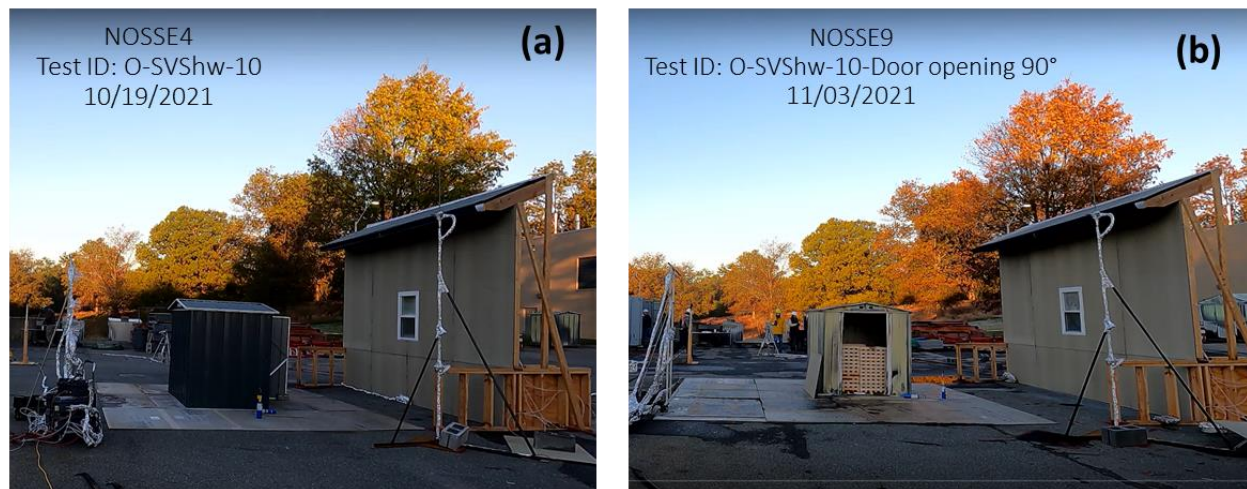 NOSSE4
Test ID: O-SVShw-10
10/19/2021
(a)
NOSSE9
Test ID: O-SVShw-10-Door opening 90°
11/03/2021
(b)